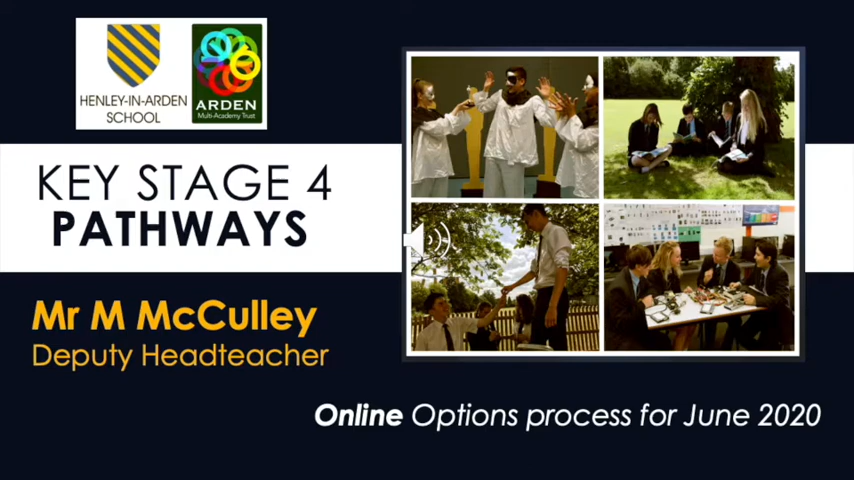 HENLEY-IN-ARDEN
SCHOOL
ARDEN
Multi-Academy Trust
KEY STAGE 4
PATHWAYS
Mr M McCulley
Deputy Headteacher
Online Options process for June 2020